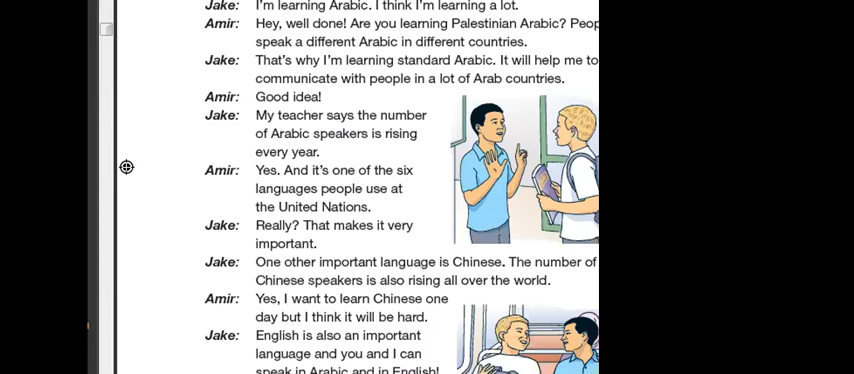 Jake: I'm learning Arabic. I think I'm learning a lot.
Amir: Hey, well done! Are you learning Palestinian Arabic?
speak a different Arabic in different countries.
Jake: That's why I'm learning standard Arabic. It will help me to
communicate with people in a lot of Arab countries.
Amir: Good idea!
Jake: My teacher says the number
of Arabic speakers is rising
every year.
Amir: Yes. And it's one of the six
languages people use at
the United Nations.
Jake: Really? That makes it very
important.
Jake: One other important language is Chinese. The number of
Chinese speakers is also rising all over the world.
Amir: Yes, I want to learn Chinese one
day but I think it will be hard.
Jake: English is also an important
language and you and I can
speak in Arabic and in English!